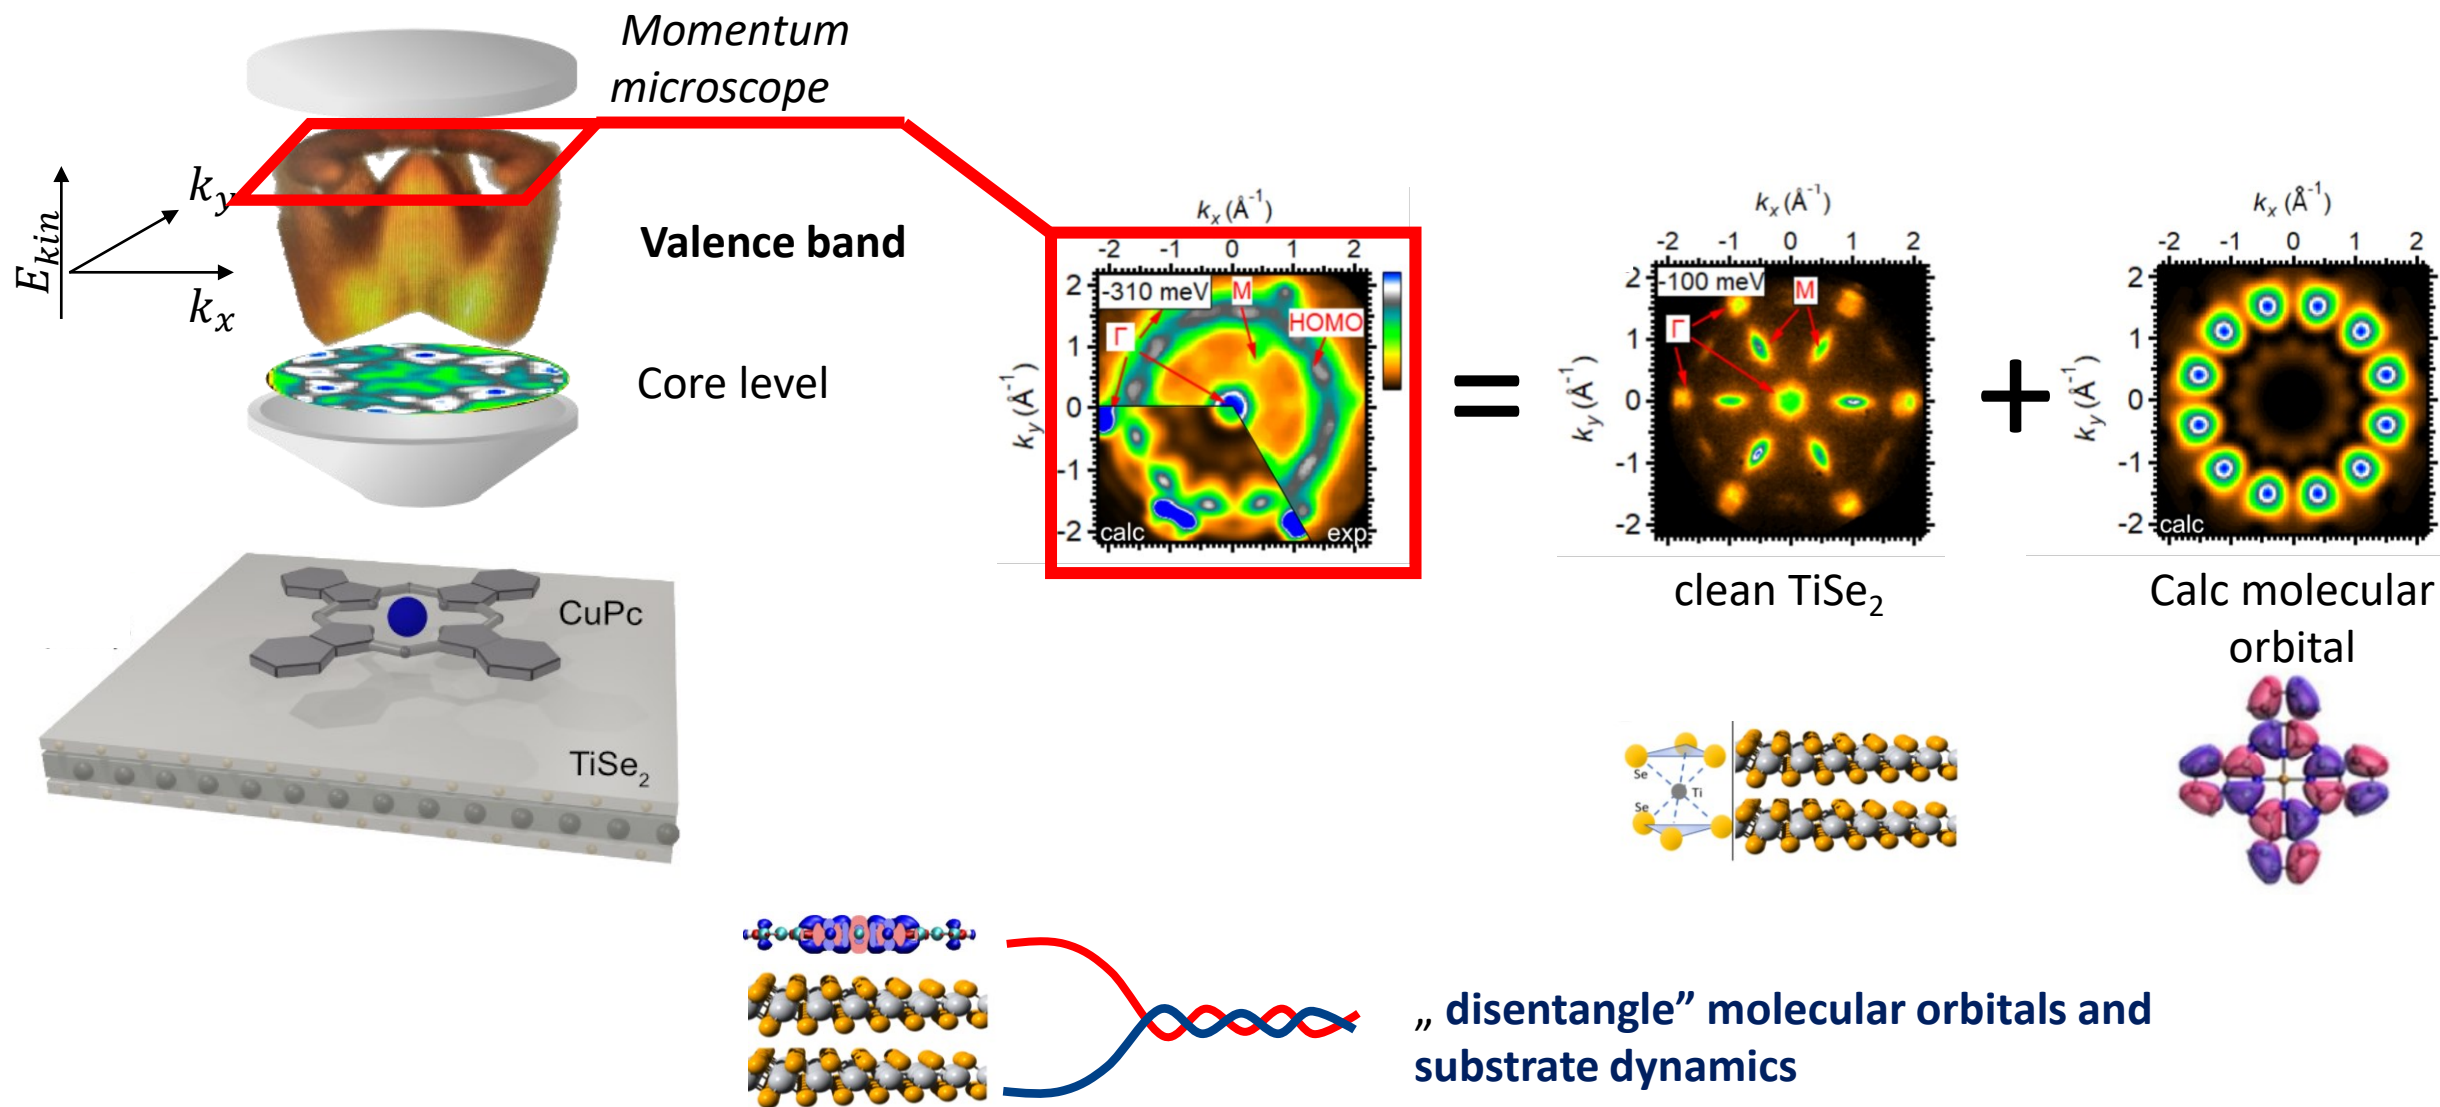 Momentum
microscope
E_kin
k_y
k_x
Valence band
Core level
k_x (Å⁻¹)
-2 -1 0 1 2
2
1
0
-1
-2
k_y (Å⁻¹)
-310 meV
M
Γ
HOMO
calc
exp
=
k_x (Å⁻¹)
-2 -1 0 1 2
2
1
0
-1
-2
k_y (Å⁻¹)
-100 meV
M
Γ
+
k_x (Å⁻¹)
-2 -1 0 1 2
2
1
0
-1
-2
k_y (Å⁻¹)
calc
clean TiSe₂
Calc molecular
orbital
CuPc
TiSe₂
Se
Ti
Se
„ disentangle” molecular orbitals and
substrate dynamics